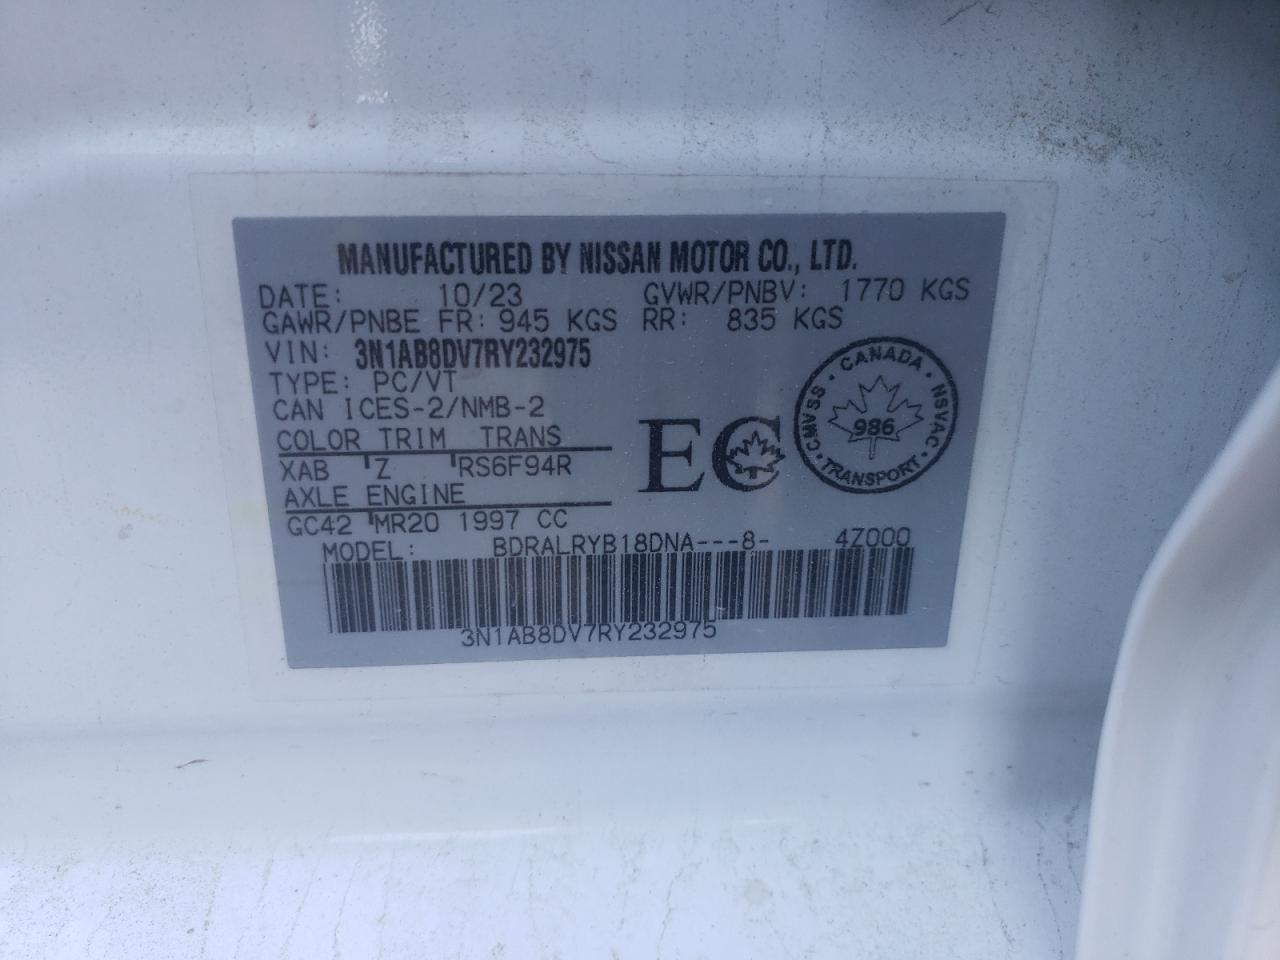 MANUFACTURED BY NISSAN MOTOR CO., LTD.
DATE: 10/23 GVWR/PNBV: 1770 KGS
GAWR/PNBE FR: 945 KGS RR: 835 KGS
VIN: 3N1AB8DV7RY232975
TYPE: PC/VT
CAN ICES-2/NMB-2
COLOR TRIM TRANS
XAB Z RS6F94R
AXLE ENGINE
GC42 MR20 1997 CC
EC
CANADA
CMVSS
NSVAC
986
TRANSPORT
MODEL: BDRALRYB18DNA---8- 4Z000
3N1AB8DV7RY232975